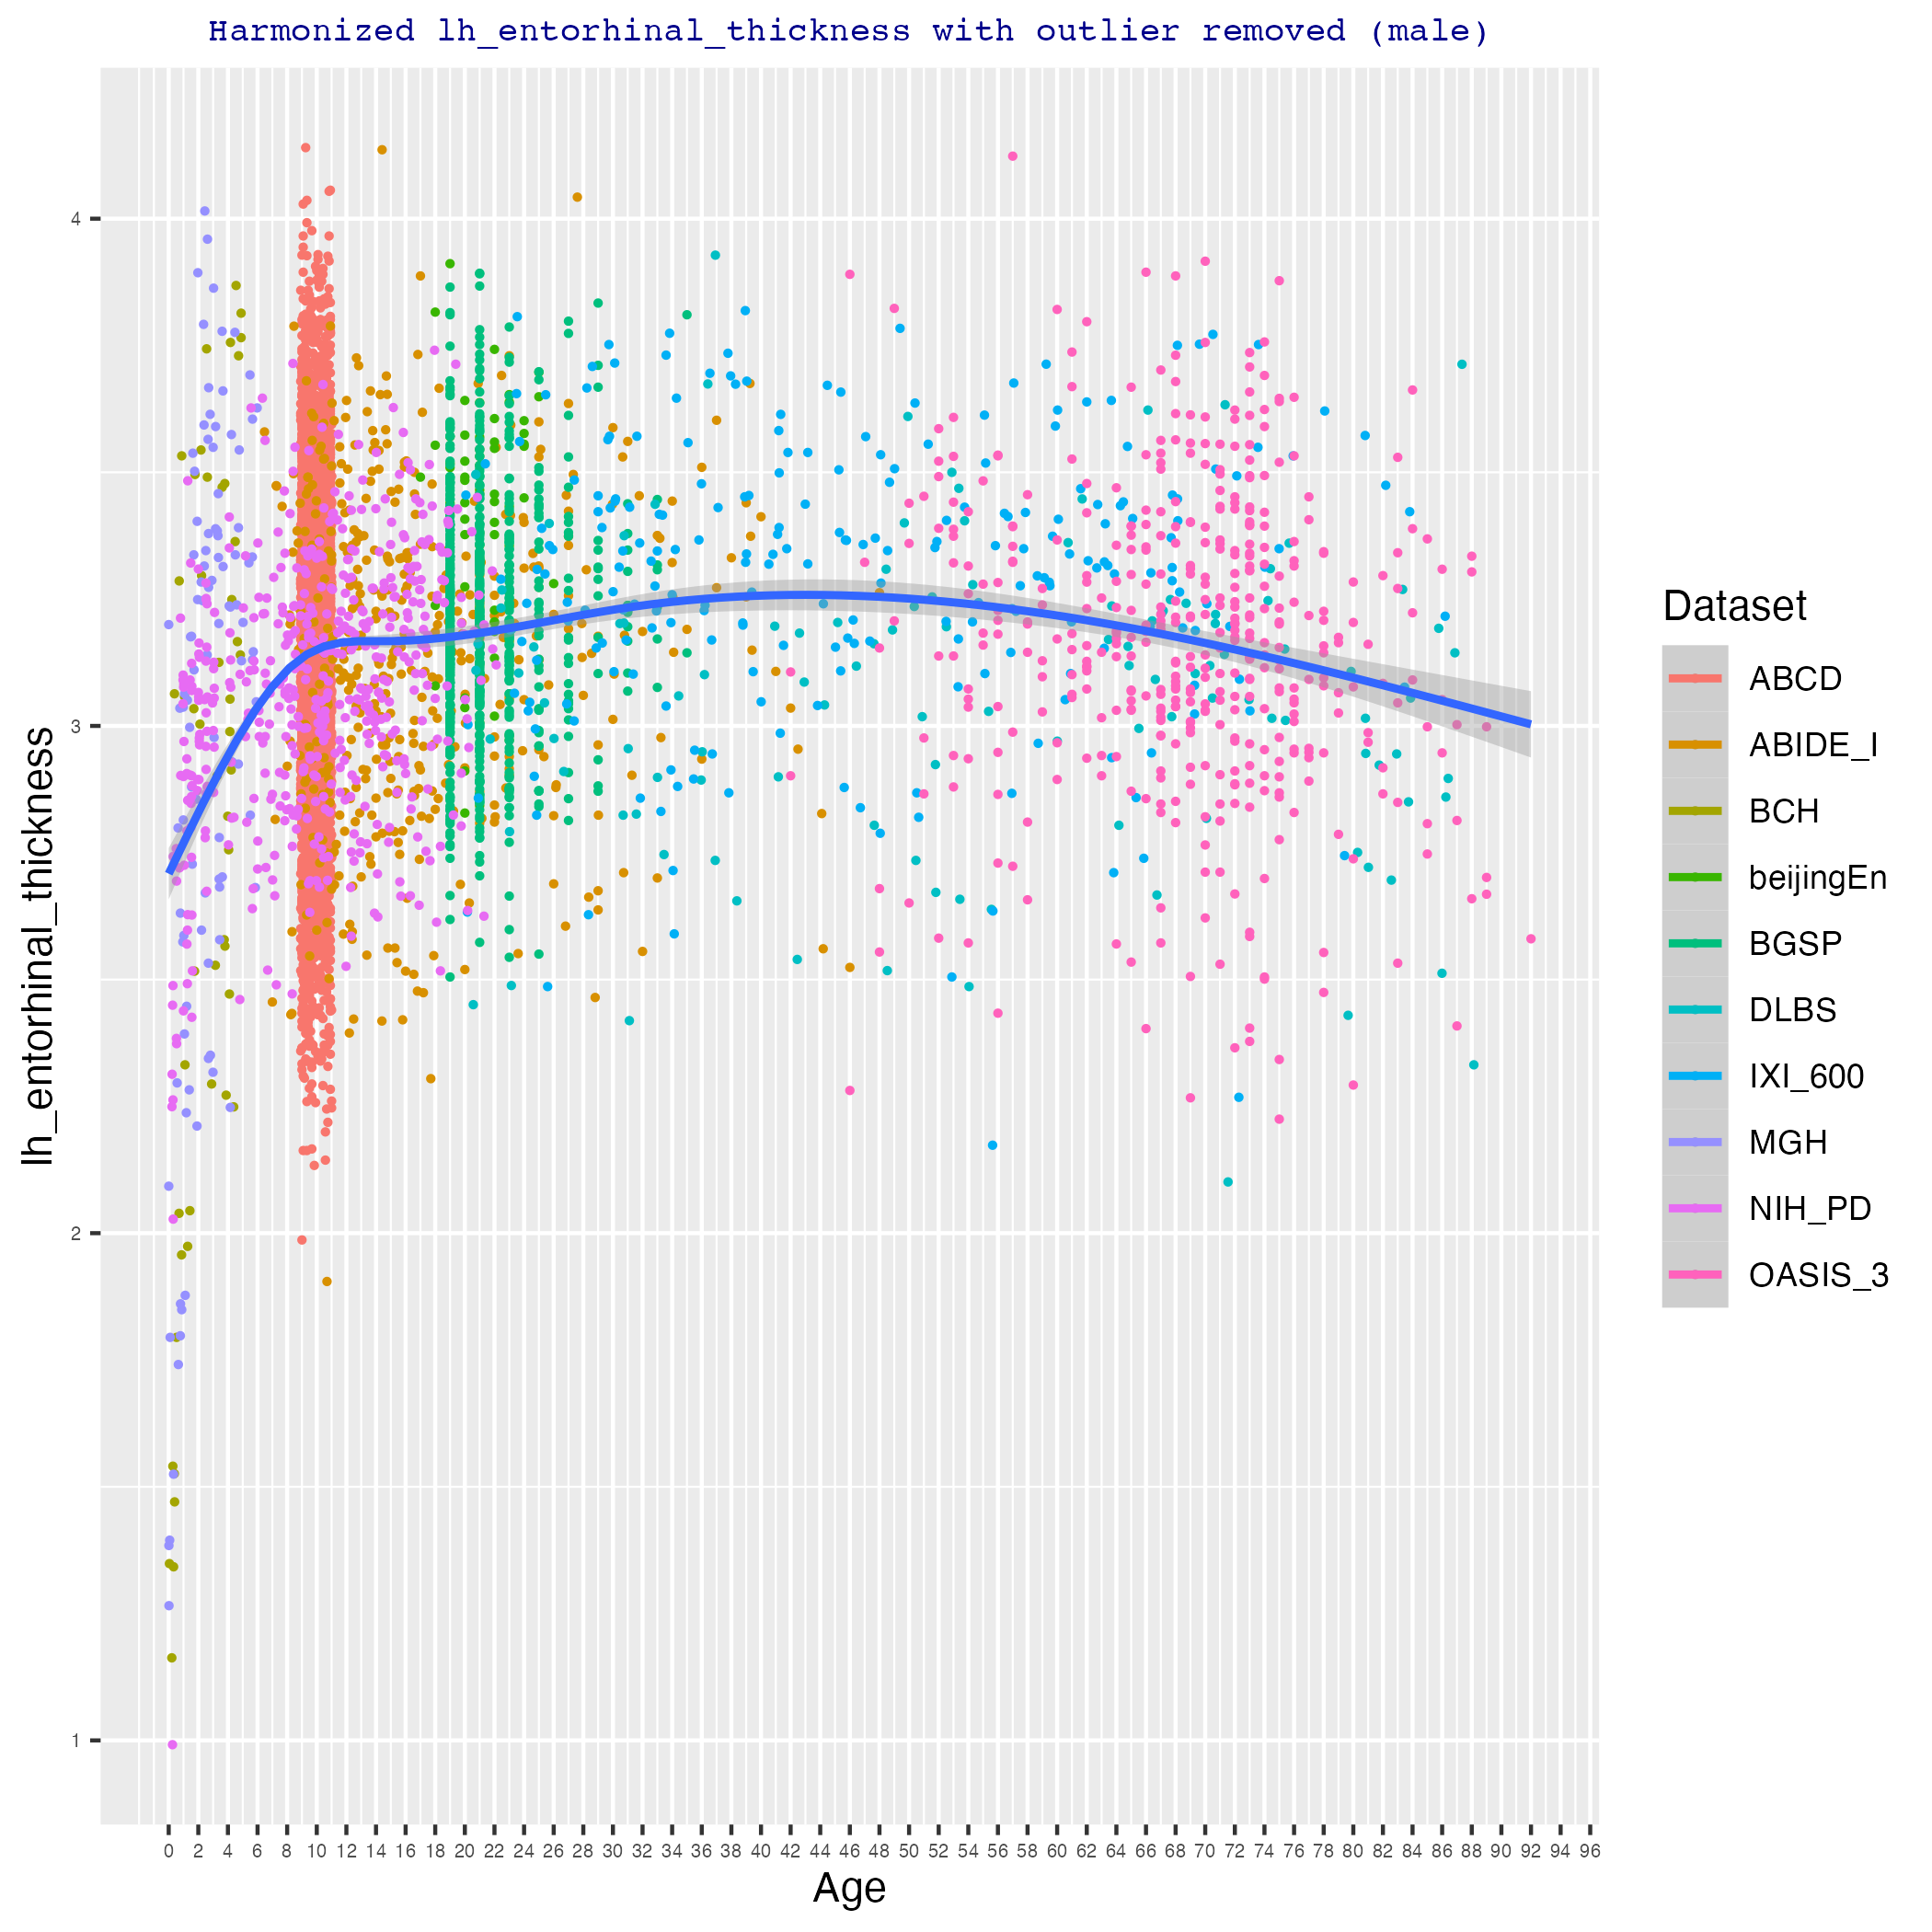 Harmonized lh_entorhinal_thickness with outlier removed (male)
lh_entorhinal_thickness
4
3
2
1
0 2 4 6 8 10 12 14 16 18 20 22 24 26 28 30 32 34 36 38 40 42 44 46 48 50 52 54 56 58 60 62 64 66 68 70 72 74 76 78 80 82 84 86 88 90 92 94 96
Age
Dataset
ABCD
ABIDE_I
BCH
beijingEn
BGSP
DLBS
IXI_600
MGH
NIH_PD
OASIS_3